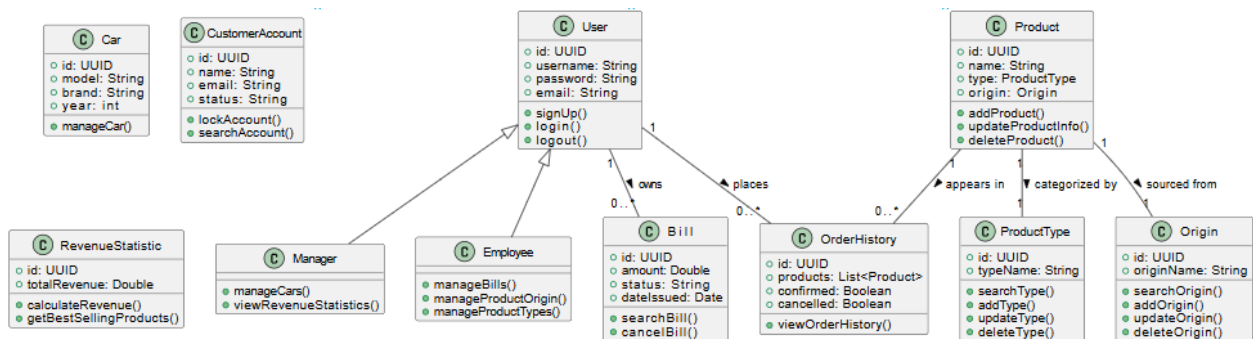 C Car
id: UUID
model: String
brand: String
year: int
manageCar()
C CustomerAccount
id: UUID
name: String
email: String
status: String
lockAccount()
searchAccount()
C User
id: UUID
username: String
password: String
email: String
signUp()
login()
logout()
C Product
id: UUID
name: String
type: ProductType
origin: Origin
addProduct()
updateProductInfo()
deleteProduct()
1
owns
0..*
1
places
0..*
1
appears in
0..*
1
categorized by
1
1
sourced from
1
C RevenueStatistic
id: UUID
totalRevenue: Double
calculateRevenue()
getBestSellingProducts()
C Manager
manageCars()
viewRevenueStatistics()
C Employee
manageBills()
manageProductOrigin()
manageProductTypes()
C Bill
id: UUID
amount: Double
status: String
dateIssued: Date
searchBill()
cancelBill()
C OrderHistory
id: UUID
products: List<Product>
confirmed: Boolean
cancelled: Boolean
viewOrderHistory()
C ProductType
id: UUID
typeName: String
searchType()
addType()
updateType()
deleteType()
C Origin
id: UUID
originName: String
searchOrigin()
addOrigin()
updateOrigin()
deleteOrigin()